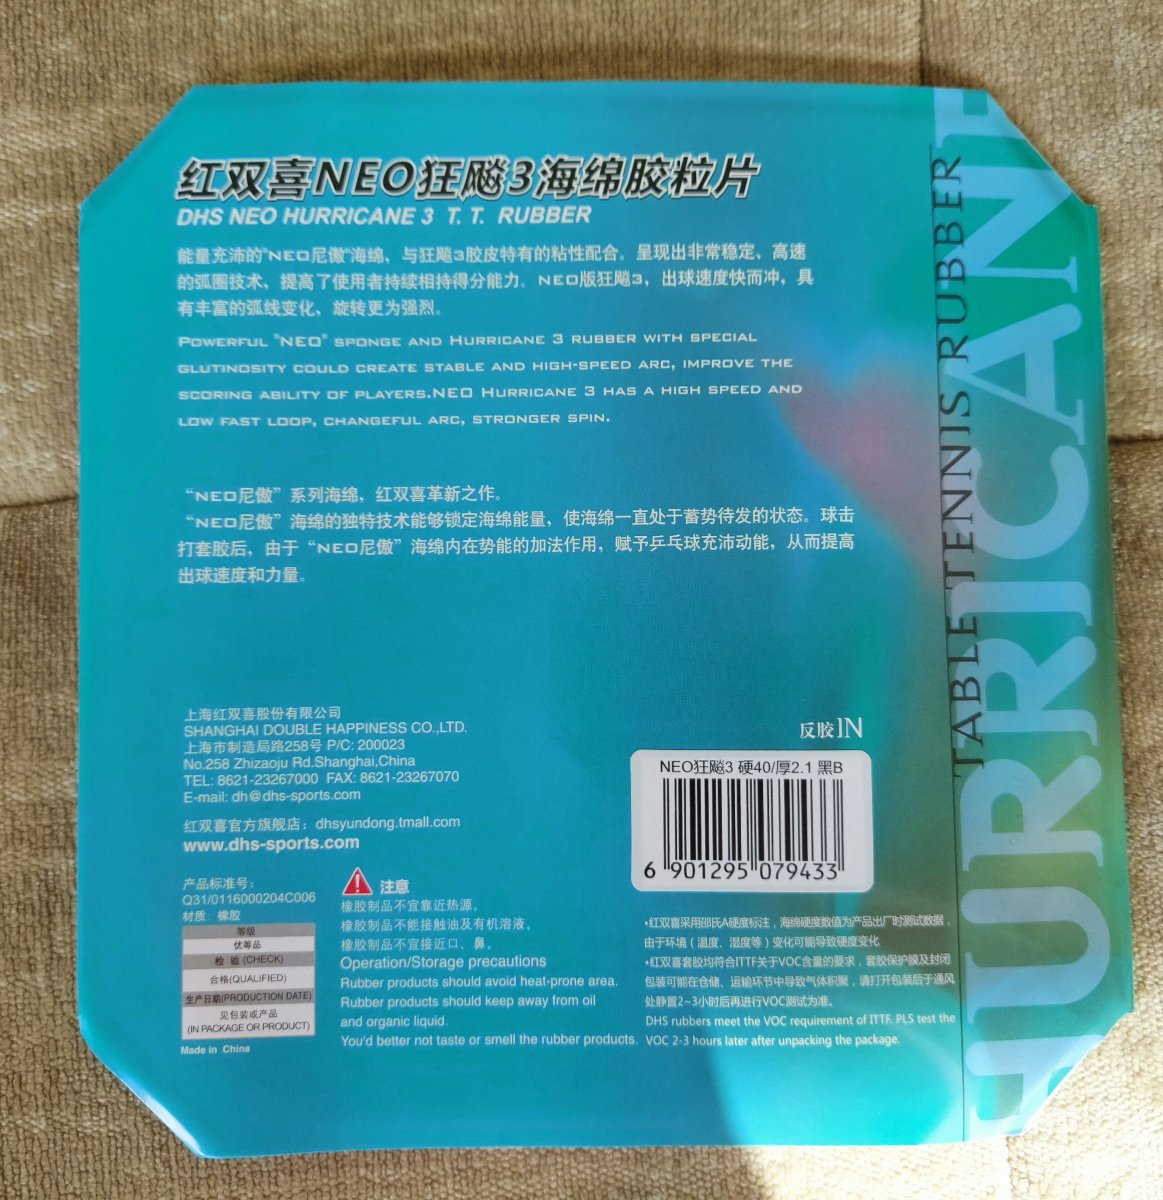 红双喜NEO狂飚3海绵胶粒片
DHS NEO HURRICANE 3 T. T. RUBBER
能量充沛的"NEO尼傲"海绵、与狂飚3胶皮特有的粘性配合。呈现出非常稳定、高速
的弧圈技术、提高了使用者持续相持得分能力。NEO版狂飚3，出球速度快而冲，具
有丰富的弧线变化，旋转更为强烈。
POWERFUL "NEO" SPONGE AND HURRICANE 3 RUBBER WITH SPECIAL
GLUTINOSITY COULD CREATE STABLE AND HIGH-SPEED ARC, IMPROVE THE
SCORING ABILITY OF PLAYERS.NEO HURRICANE 3 HAS A HIGH SPEED AND
LOW FAST LOOP, CHANGEFUL ARC, STRONGER SPIN.
“NEO尼傲”系列海绵，红双喜革新之作。
“NEO尼傲”海绵的独特技术能够锁定海绵能量，使海绵一直处于蓄势待发的状态。球击
打套胶后，由于“NEO尼傲”海绵内在势能的加法作用，赋予乒乓球充沛动能，从而提高
出球速度和力量。
上海红双喜股份有限公司
SHANGHAI DOUBLE HAPPINESS CO.,LTD.
上海市制造局路258号 P/C: 200023
No.258 Zhizaoju Rd.Shanghai,China
TEL: 8621-23267000 FAX: 8621-23267070
E-mail: dh@dhs-sports.com
红双喜官方旗舰店：dhsyundong.tmall.com
www.dhs-sports.com
产品标准号：
Q31/0116000204C006
材质：橡胶
等级
优等品
检 验 (CHECK)
合格(QUALIFIED)
生产日期(PRODUCTION DATE)
见包装或产品
(IN PACKAGE OR PRODUCT)
Made in China
注意
橡胶制品不宜靠近热源。
橡胶制品不能接触油及有机溶液。
橡胶制品不宜接近口、鼻。
Operation/Storage precautions
Rubber products should avoid heat-prone area.
Rubber products should keep away from oil
and organic liquid.
You'd better not taste or smell the rubber products.
反胶IN
NEO狂飚3 硬40/厚2.1 黑B
6 901295 079433
•红双喜采用邵氏A硬度标注，海绵硬度数值为产品出厂时测试数据，
由于环境（温度、湿度等）变化可能导致硬度变化
•红双喜套胶均符合ITTF关于VOC含量的要求，套胶保护膜及封闭
包装可能在仓储、运输环节中导致气体积聚，请打开包装后于通风
处静置2~3小时后再进行VOC测试为准。
DHS rubbers meet the VOC requirement of ITTF. PLS test the
VOC 2-3 hours later after unpacking the package.
TABLE TENNIS RUBBER
HURRICANE